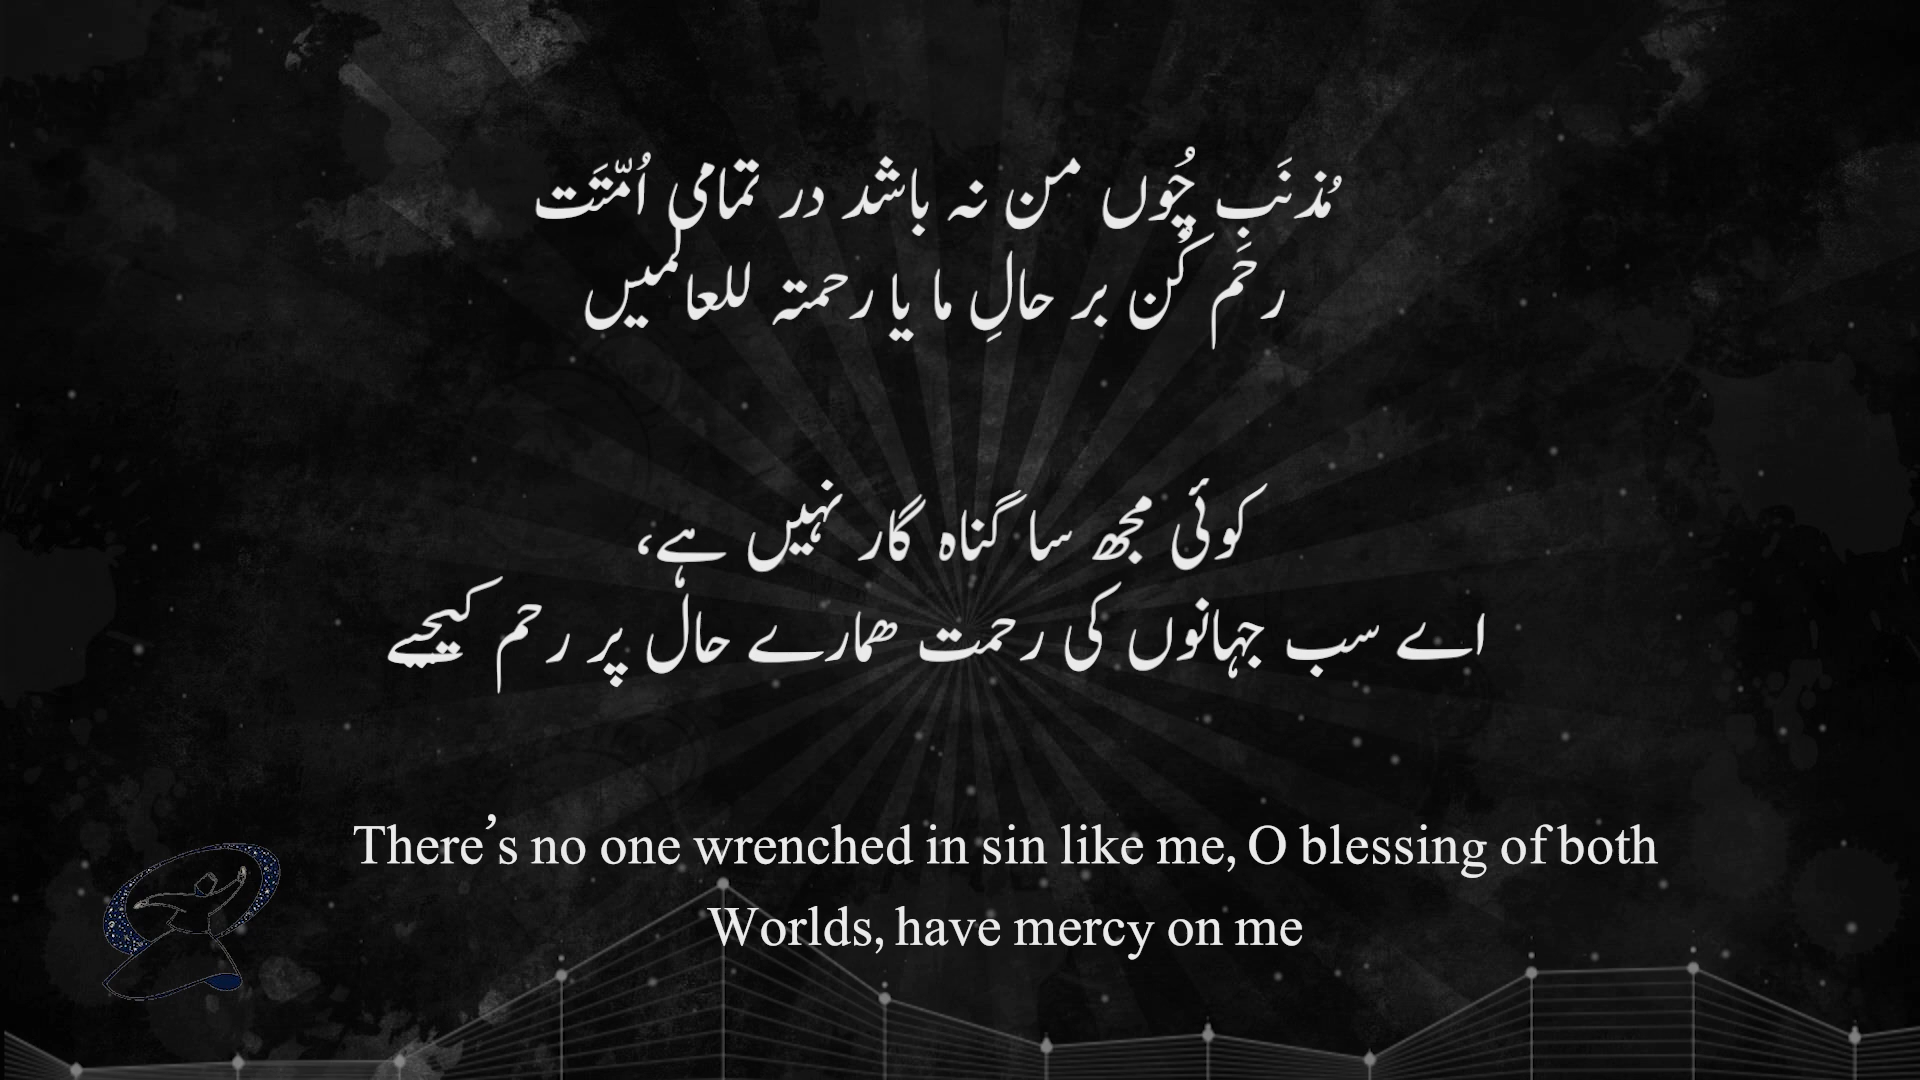 مُذنَبِ چُوں من نہ باشد در تمامی اُمّتَت
رحَم کُن بر حالِ ما یا رحمتہ للعالمیں
کوئی مجھ سا گناہ گار نہیں ہے،
اے سب جہانوں کی رحمت ھمارے حال پر رحم کیجیے
There’s no one wrenched in sin like me, O blessing of both
Worlds, have mercy on me